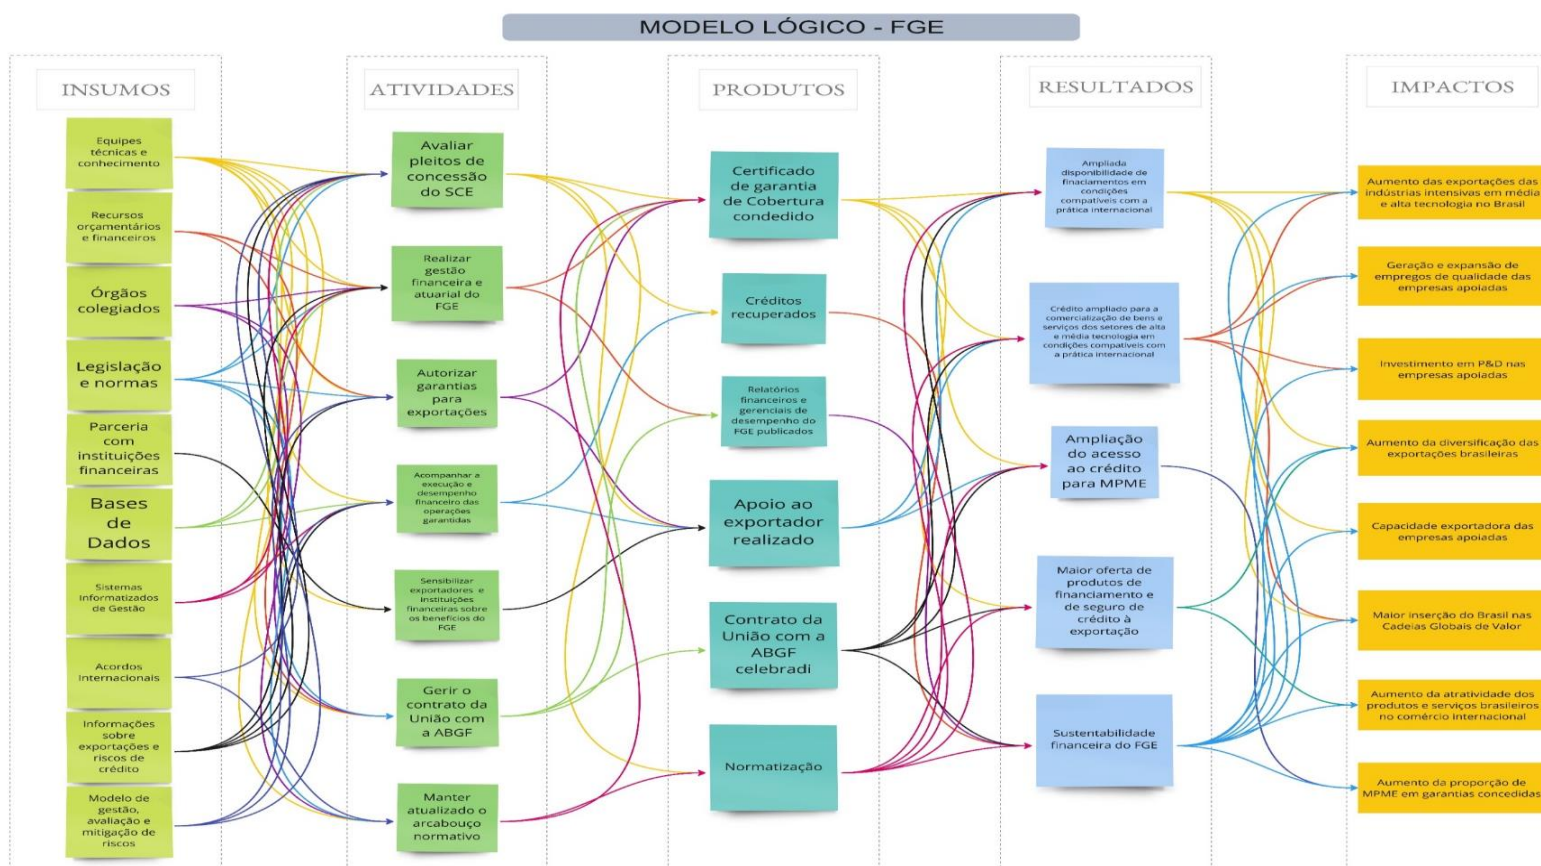 MODELO LÓGICO - FGE
INSUMOS
Equipes
técnicas e
conhecimento
Recursos
orçamentários
e financeiros
Órgãos
colegiados
Legislação
e normas
Parceria
com
instituições
financeiras
Bases
de
Dados
Sistemas
Informatizados
de Gestão
Acordos
Internacionais
Informações
sobre
exportações e
riscos de
crédito
Modelo de
gestão,
avaliação e
mitigação de
riscos
ATIVIDADES
Avaliar
pleitos de
concessão
do SCE
Realizar
gestão
financeira e
atuarial do
FGE
Autorizar
garantias
para
exportações
Acompanhar a
execução e
desempenho
financeiro das
operações
garantidas
Sensibilizar
exportadores e
instituições
financeiras sobre
os benefícios do
FGE
Gerir o
contrato da
União com
a ABGF
Manter
atualizado o
arcabouço
normativo
PRODUTOS
Certificado
de garantia
de Cobertura
condedido
Créditos
recuperados
Relatórios
financeiros e
gerenciais de
desempenho do
FGE publicados
Apoio ao
exportador
realizado
Contrato da
União com a
ABGF
celebradi
Normatização
RESULTADOS
Ampliada
disponibilidade de
finaciamentos em
condições
compatíveis com a
prática internacional
Crédito ampliado para a
comercialização de bens e
serviços dos setores de alta
e média tecnologia em
condições compatíveis com
a prática internacional
Ampliação
do acesso
ao crédito
para MPME
Maior oferta de
produtos de
financiamento e
de seguro de
crédito à
exportação
Sustentabilidade
financeira do FGE
IMPACTOS
Aumento das exportações das
indústrias intensivas em média
e alta tecnologia no Brasil
Geração e expansão de
empregos de qualidade das
empresas apoiadas
Investimento em P&D nas
empresas apoiadas
Aumento da diversificação das
exportações brasileiras
Capacidade exportadora das
empresas apoiadas
Maior inserção do Brasil nas
Cadeias Globais de Valor
Aumento da atratividade dos
produtos e serviços brasileiros
no comércio internacional
Aumento da proporção de
MPME em garantias concedidas